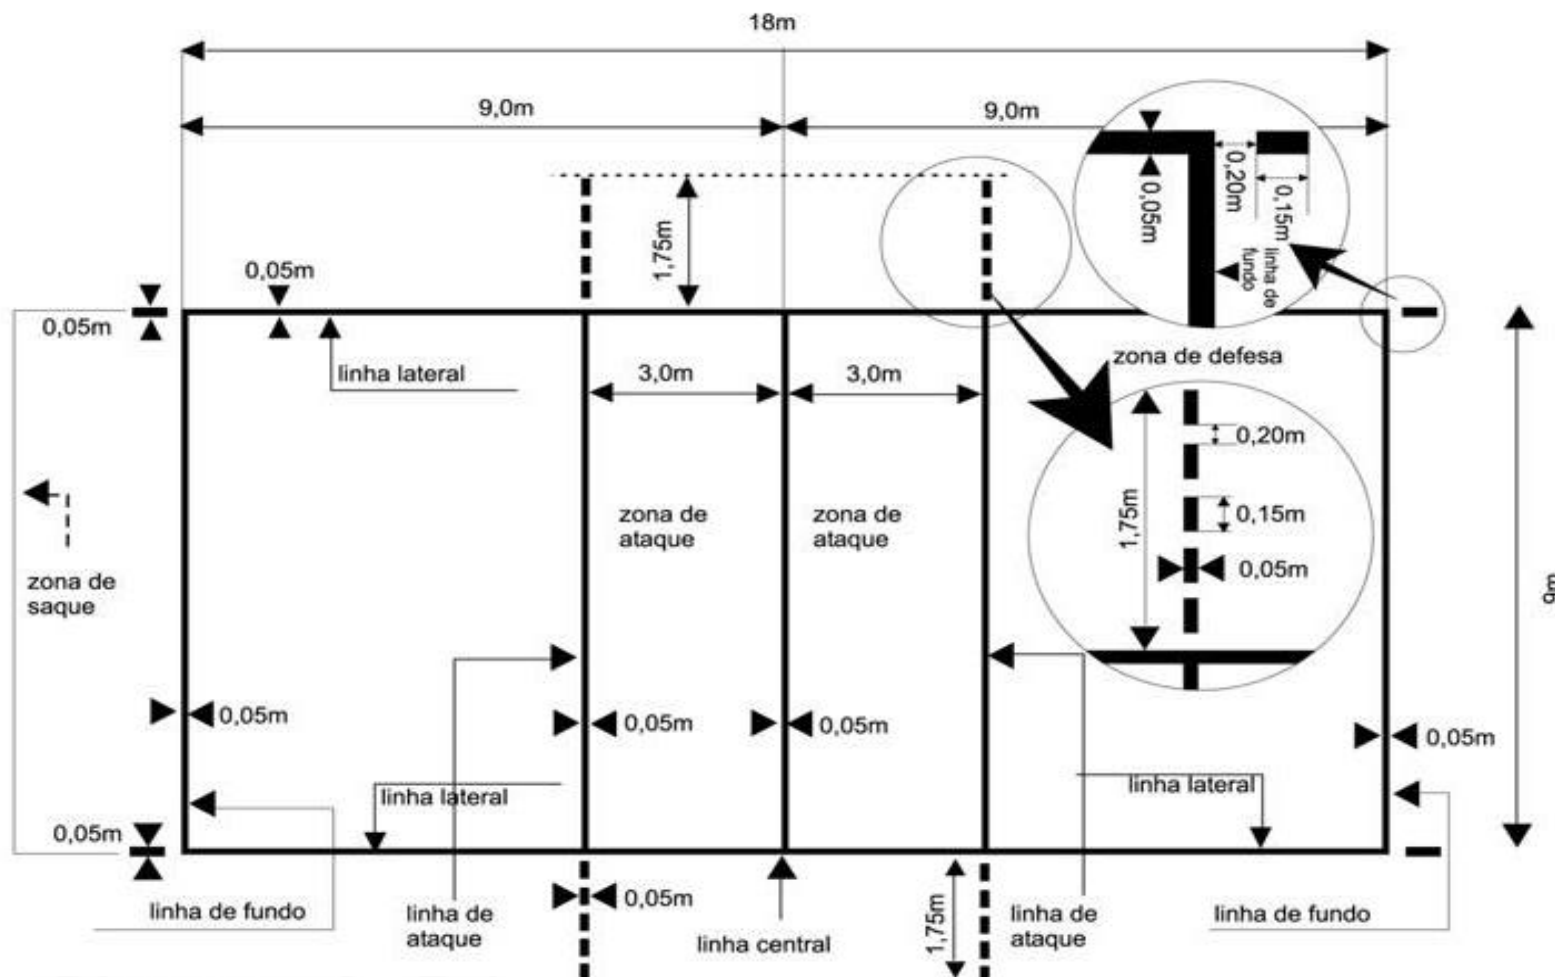 18m
9,0m
9,0m
0,05m
0,20m
0,15m
linha de
fundo
1,75m
0,05m
0,05m
linha lateral
3,0m
3,0m
zona de defesa
0,20m
0,15m
0,05m
1,75m
zona de
ataque
zona de
ataque
zona de
saque
9m
0,05m
0,05m
0,05m
0,05m
linha lateral
linha lateral
0,05m
linha de fundo
linha de
ataque
0,05m
linha central
1,75m
linha de
ataque
linha de fundo